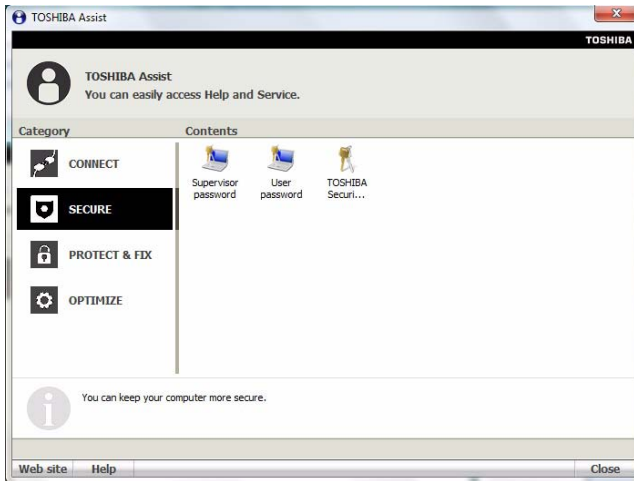 TOSHIBA Assist
TOSHIBA
TOSHIBA Assist
You can easily access Help and Service.
Category
Contents
CONNECT
SECURE
PROTECT & FIX
OPTIMIZE
Supervisor
password
User
password
TOSHIBA
Securi...
You can keep your computer more secure.
Web site
Help
Close